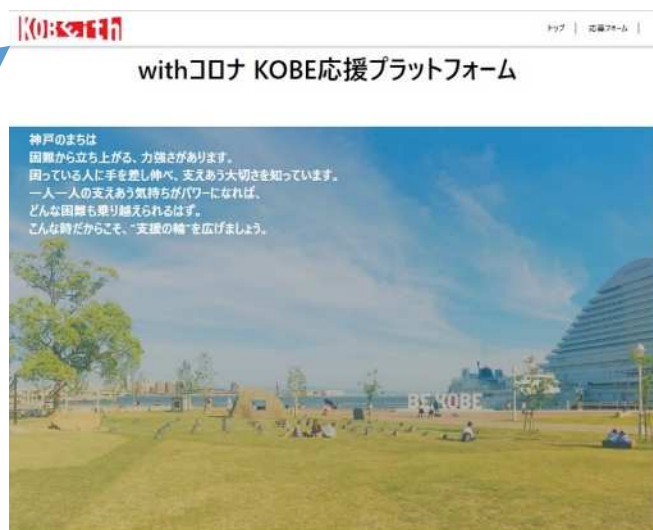 KOBE with
トップ | 応募フォーム |
withコロナ KOBE応援プラットフォーム
神戸のまちは
困難から立ち上がる、力強さがあります。
困っている人に手を差し伸べ、支えあう大切さを知っています。
一人一人の支えあう気持ちがパワーになれば、
どんな困難も乗り越えられるはず。
こんな時だからこそ、“支援の輪”を広げましょう。
BE KOBE